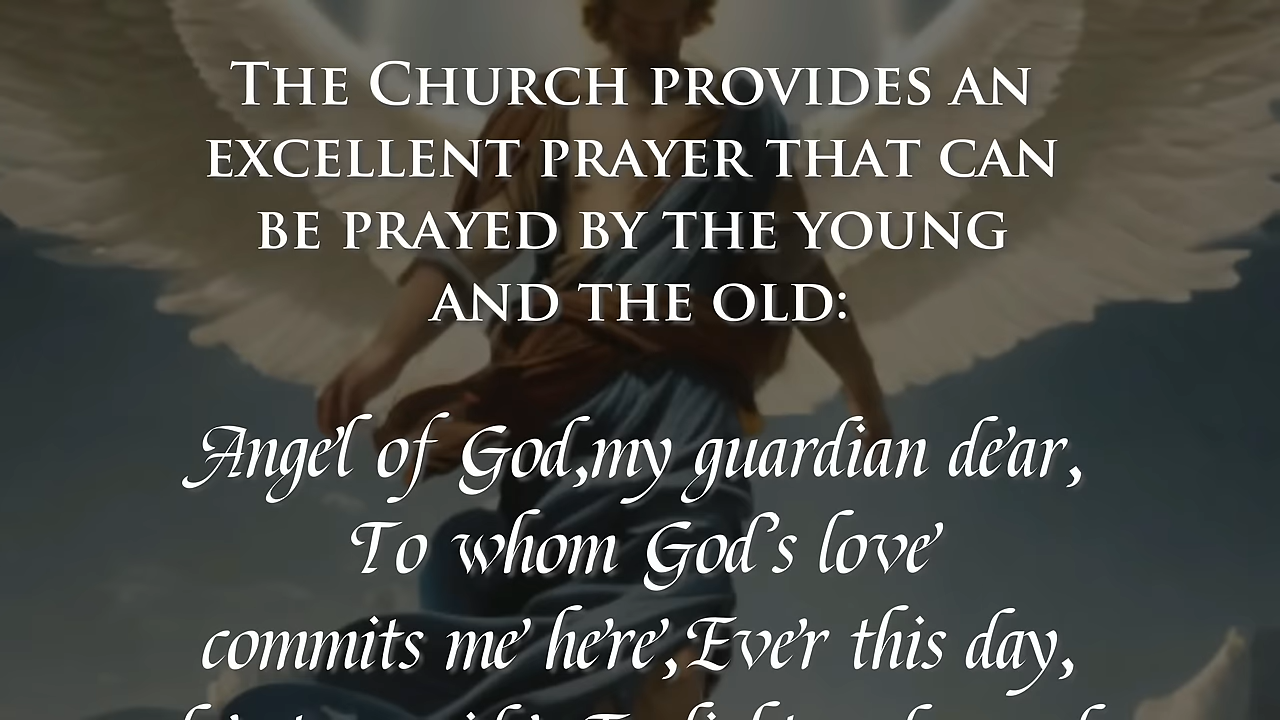 The Church provides an
excellent prayer that can
be prayed by the young
and the old:
Angel of God,my guardian dear,
To whom God's love
commits me here,Ever this day,